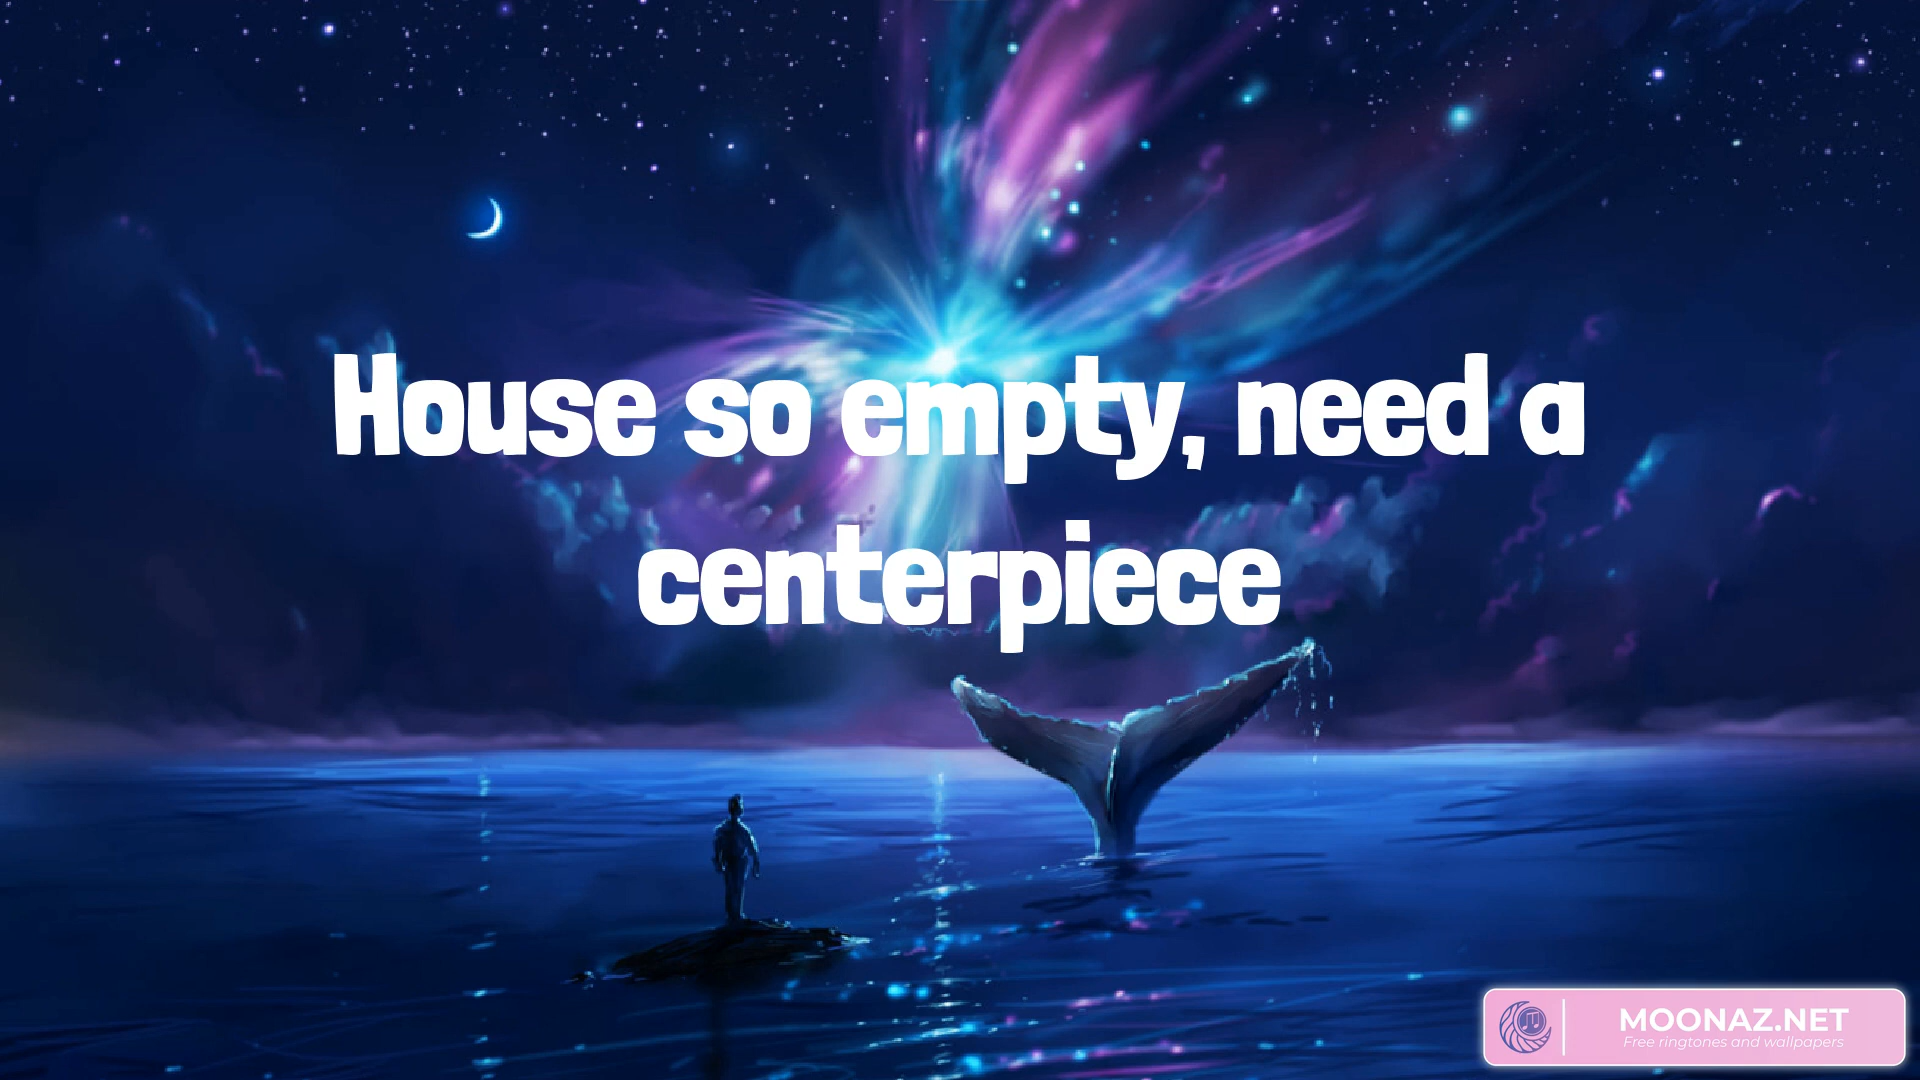 House so empty, need a
centerpiece
MOONAZ.NET
Free ringtones and wallpapers